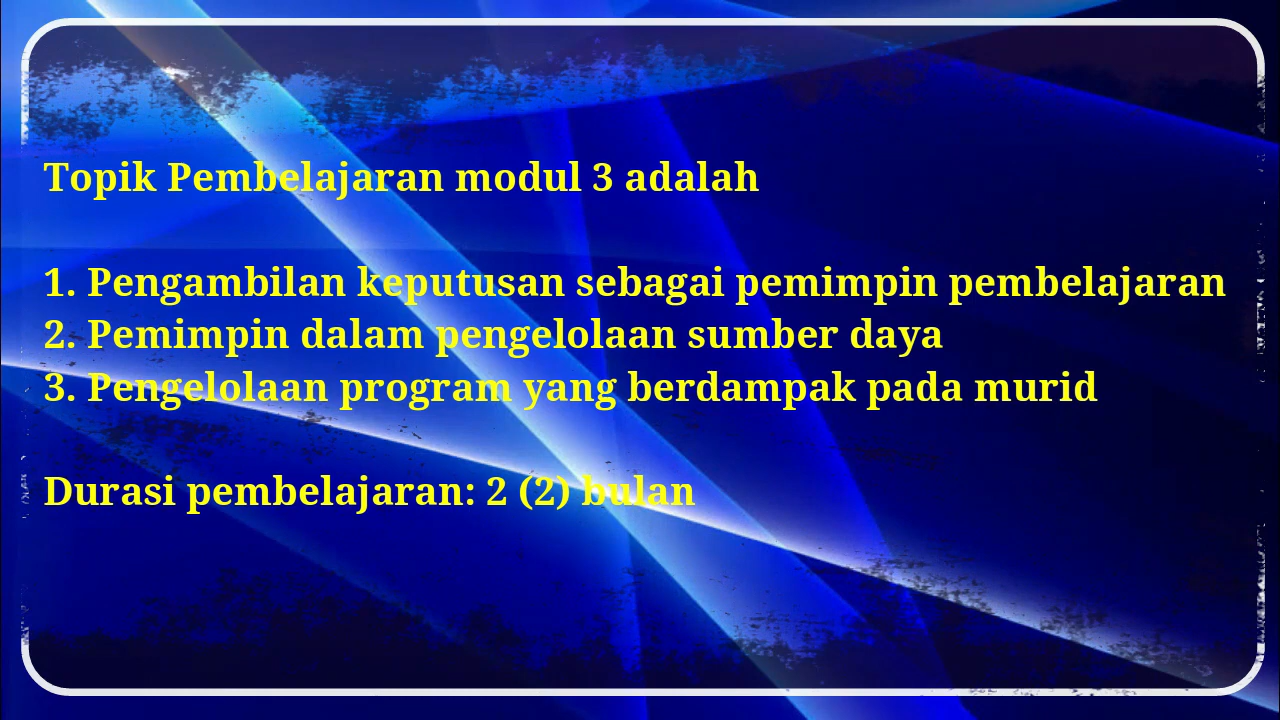 Topik Pembelajaran modul 3 adalah
1. Pengambilan keputusan sebagai pemimpin pembelajaran
2. Pemimpin dalam pengelolaan sumber daya
3. Pengelolaan program yang berdampak pada murid
Durasi pembelajaran: 2 (2) bulan